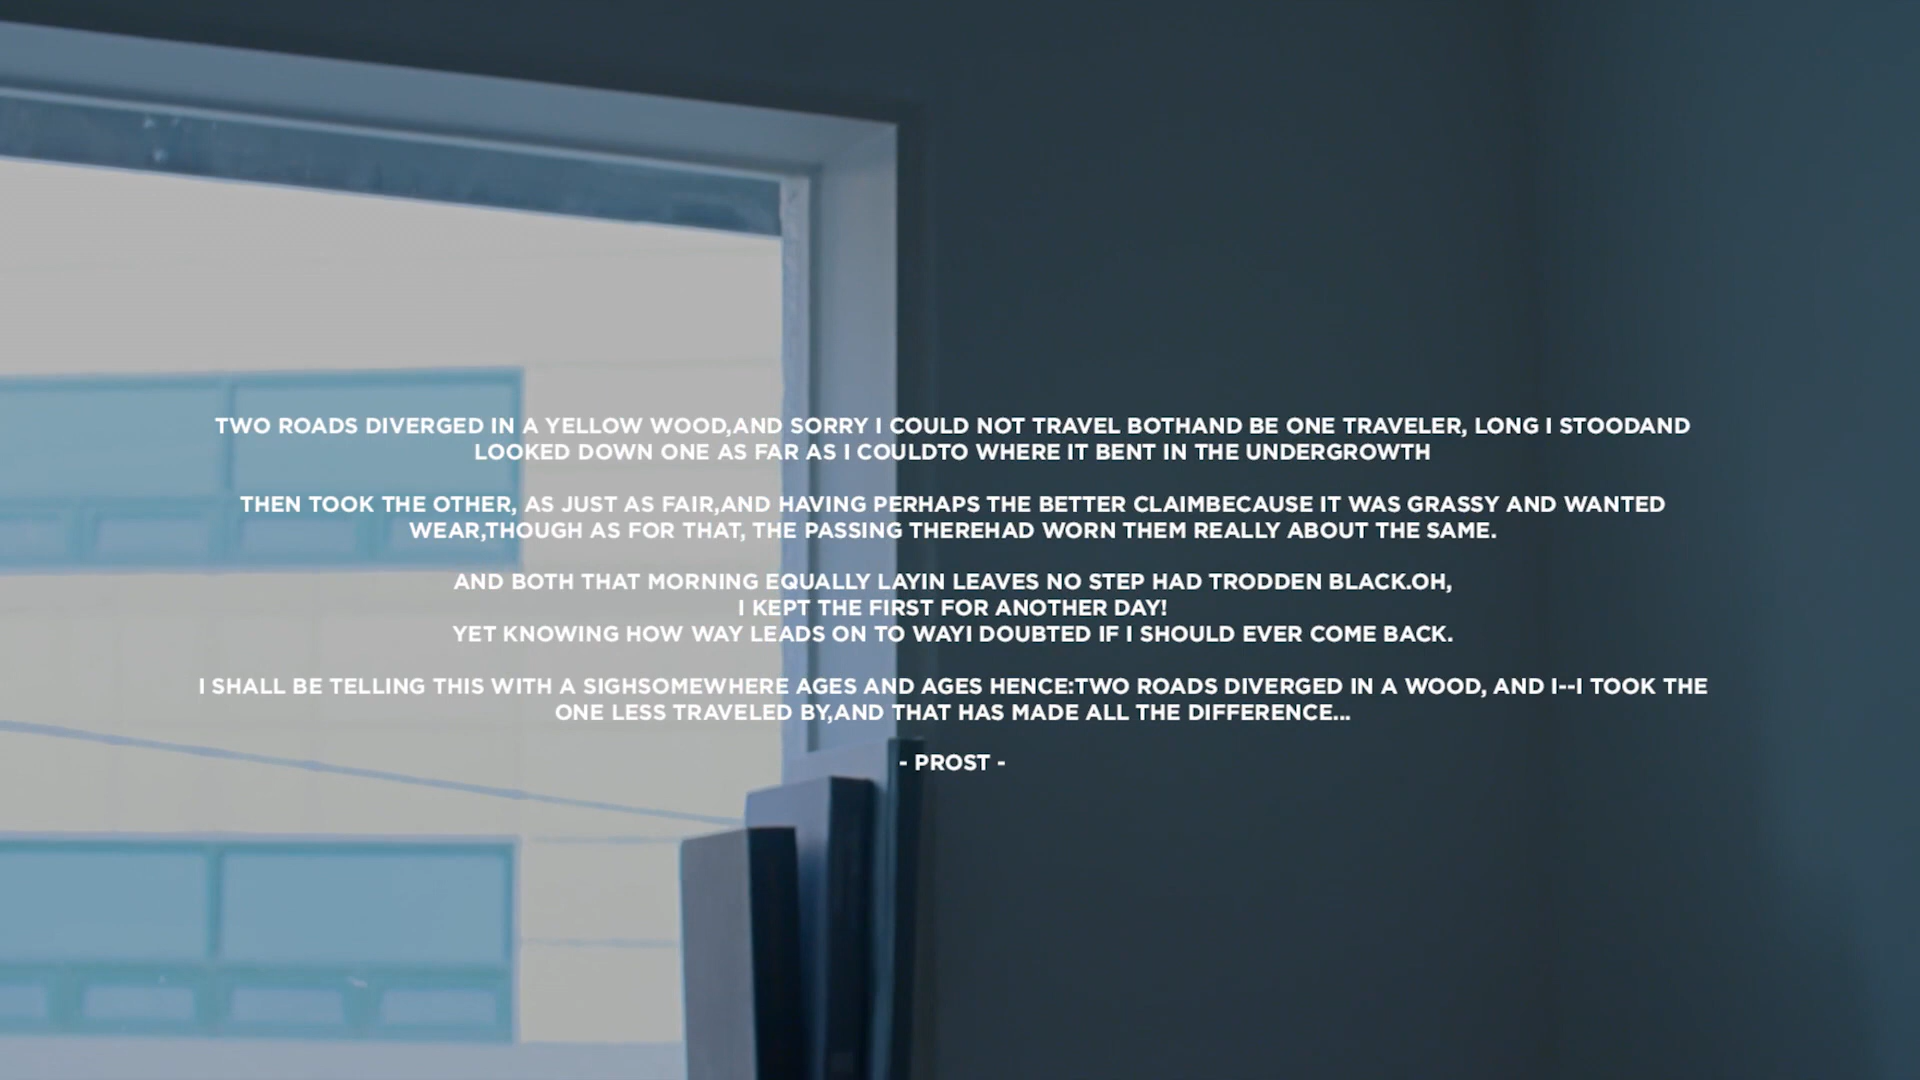 TWO ROADS DIVERGED IN A YELLOW WOOD,AND SORRY I COULD NOT TRAVEL BOTHAND BE ONE TRAVELER, LONG I STOODAND
LOOKED DOWN ONE AS FAR AS I COULDTO WHERE IT BENT IN THE UNDERGROWTH
THEN TOOK THE OTHER, AS JUST AS FAIR,AND HAVING PERHAPS THE BETTER CLAIMBECAUSE IT WAS GRASSY AND WANTED
WEAR,THOUGH AS FOR THAT, THE PASSING THEREHAD WORN THEM REALLY ABOUT THE SAME.
AND BOTH THAT MORNING EQUALLY LAYIN LEAVES NO STEP HAD TRODDEN BLACK.OH,
I KEPT THE FIRST FOR ANOTHER DAY!
YET KNOWING HOW WAY LEADS ON TO WAYI DOUBTED IF I SHOULD EVER COME BACK.
I SHALL BE TELLING THIS WITH A SIGHSOMEWHERE AGES AND AGES HENCE:TWO ROADS DIVERGED IN A WOOD, AND I--I TOOK THE
ONE LESS TRAVELED BY,AND THAT HAS MADE ALL THE DIFFERENCE...
- PROST -